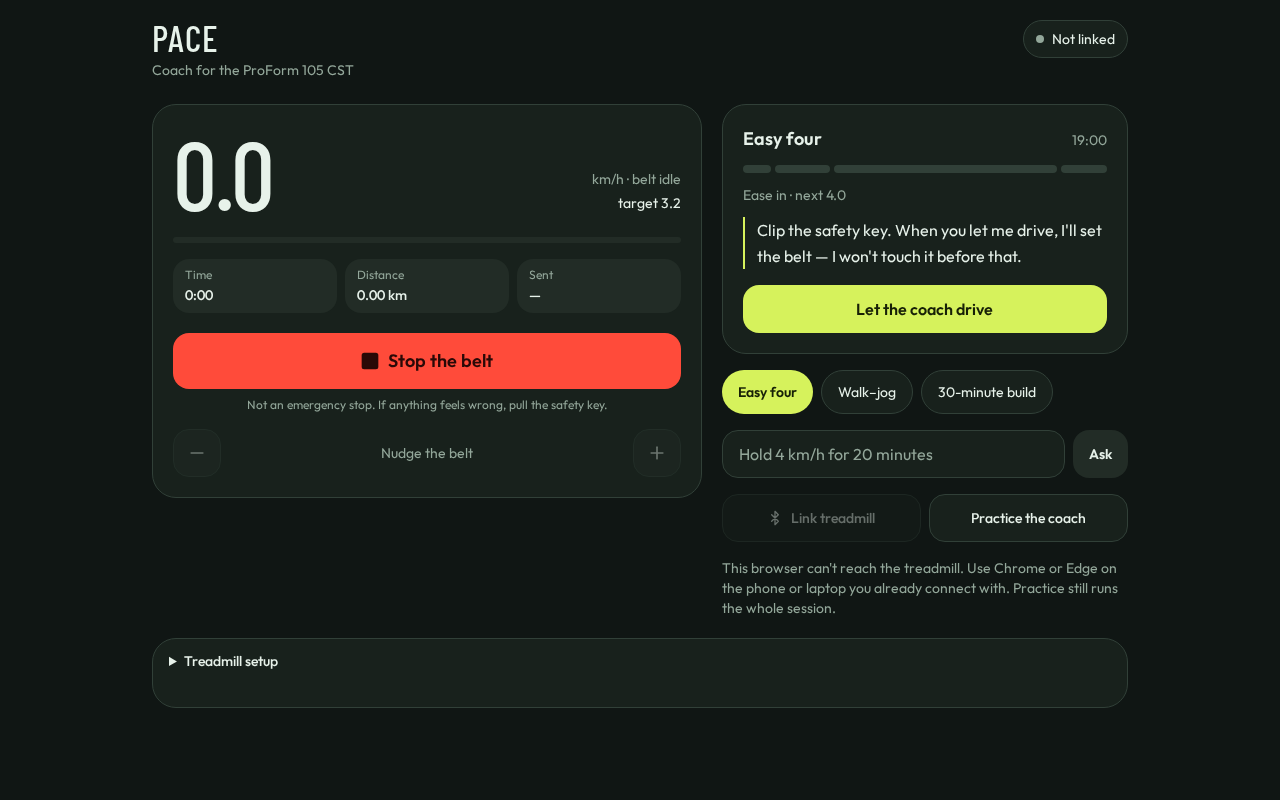 PACE
Coach for the ProForm 105 CST
Not linked
0.0
km/h · belt idle
target 3.2
Time
0:00
Distance
0.00 km
Sent
—
Stop the belt
Not an emergency stop. If anything feels wrong, pull the safety key.
−
Nudge the belt
+
Easy four
19:00
Ease in · next 4.0
Clip the safety key. When you let me drive, I'll set
the belt — I won't touch it before that.
Let the coach drive
Easy four
Walk–jog
30-minute build
Hold 4 km/h for 20 minutes
Ask
Link treadmill
Practice the coach
This browser can't reach the treadmill. Use Chrome or Edge on
the phone or laptop you already connect with. Practice still runs
the whole session.
Treadmill setup